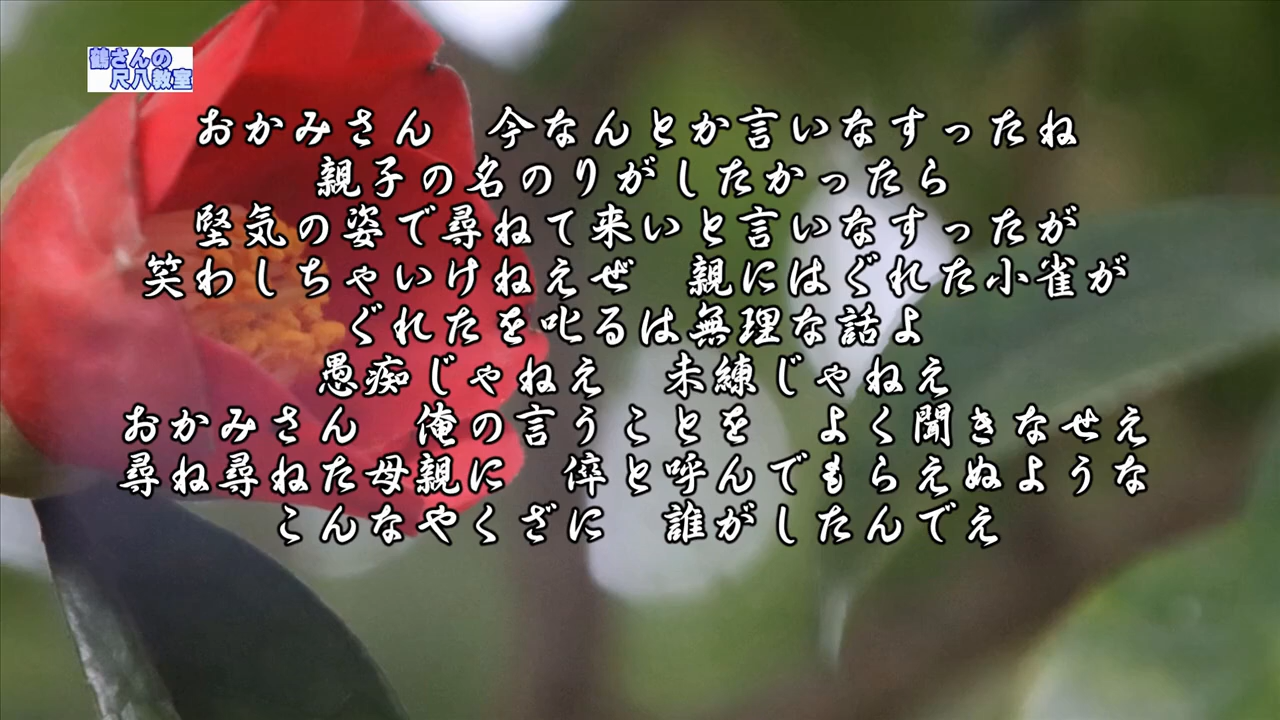 鶴さんの
尺八教室
おかみさん　今なんとか言いなすったね
親子の名のりがしたかったら
堅気の姿で尋ねて来いと言いなすったが
笑わしちゃいけねえぜ　親にはぐれた小雀が
ぐれたを叱るは無理な話よ
愚痴じゃねえ　未練じゃねえ
おかみさん　俺の言うことを　よく聞きなせえ
尋ね尋ねた母親に　倅と呼んでもらえぬような
こんなやくざに　誰がしたんでえ